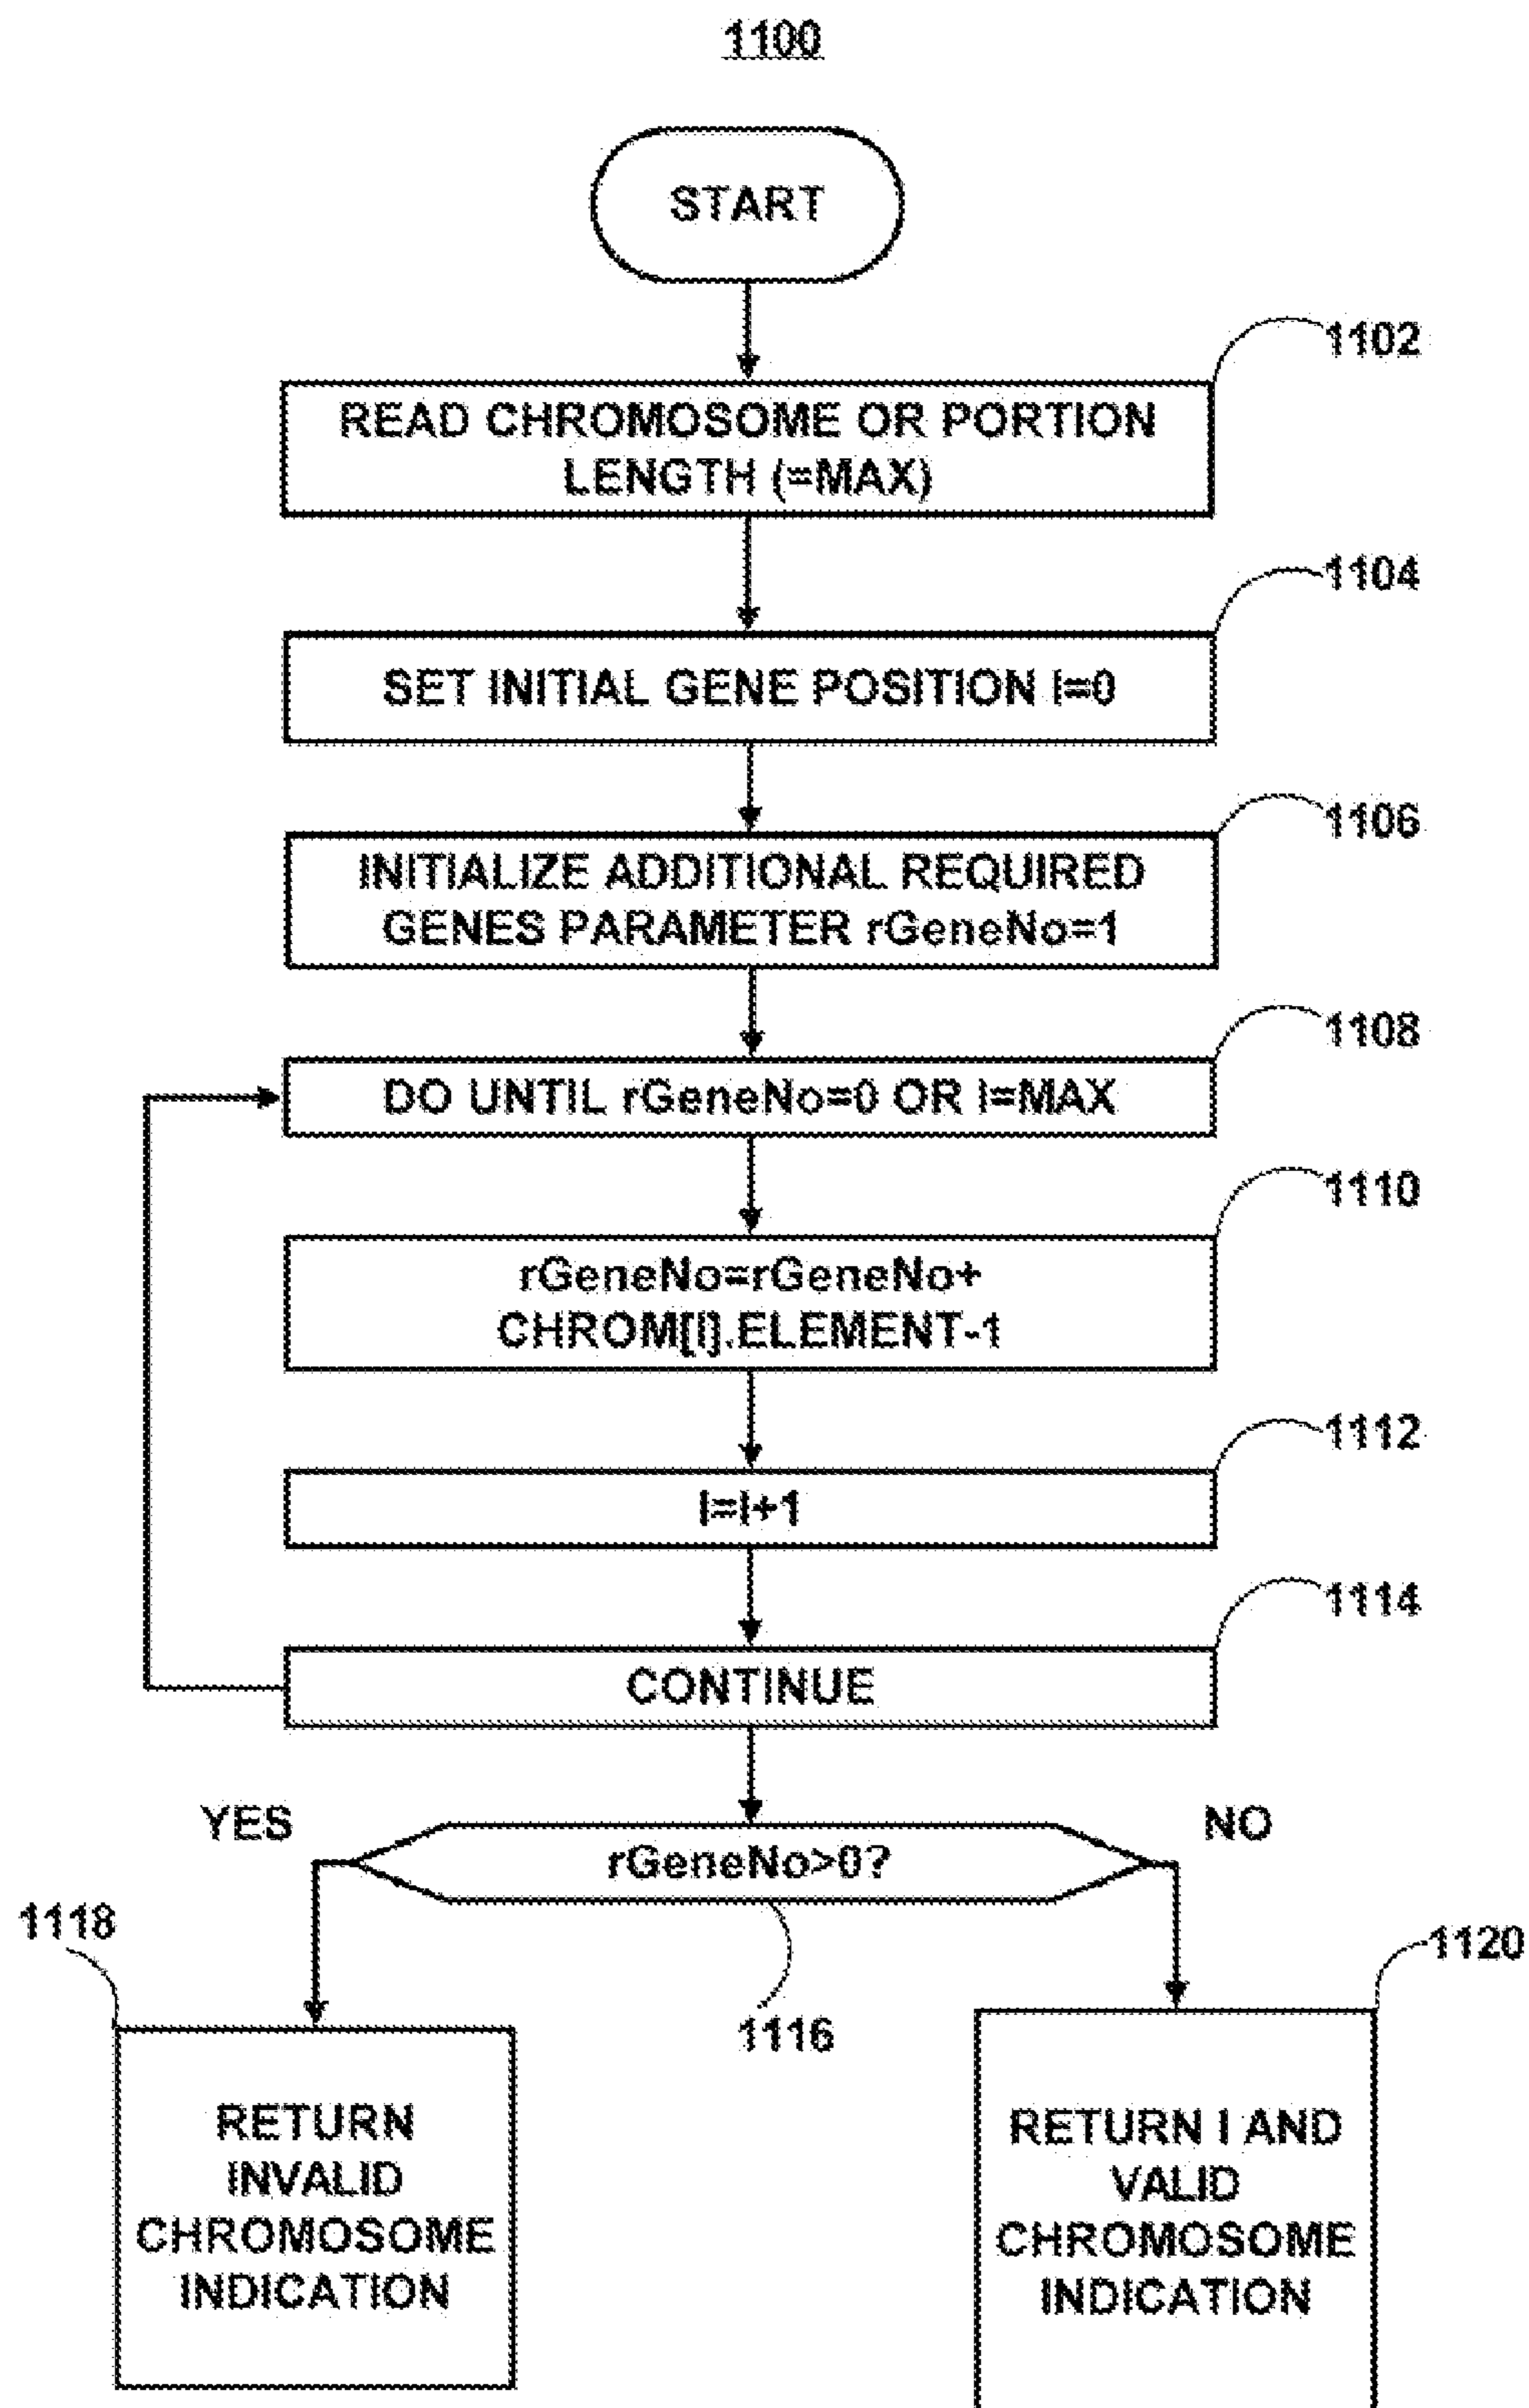 1100
START
1102
READ CHROMOSOME OR PORTION
LENGTH (=MAX)
1104
SET INITIAL GENE POSITION I=0
1106
INITIALIZE ADDITIONAL REQUIRED
GENES PARAMETER rGeneNo=1
1108
DO UNTIL rGeneNo=0 OR I=MAX
1110
rGeneNo=rGeneNo+
CHROM[I].ELEMENT-1
1112
I=I+1
1114
CONTINUE
YES
NO
rGeneNo>0?
1118
1120
1116
RETURN
INVALID
CHROMOSOME
INDICATION
RETURN I AND
VALID
CHROMOSOME
INDICATION